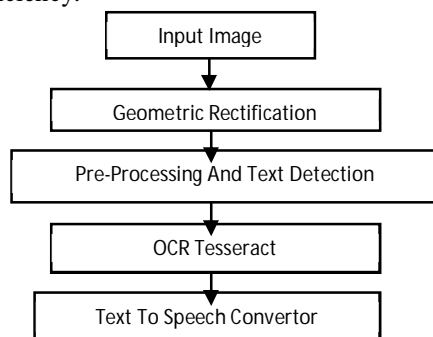 Input Image
Geometric Rectification
Pre-Processing And Text Detection
OCR Tesseract
Text To Speech Convertor